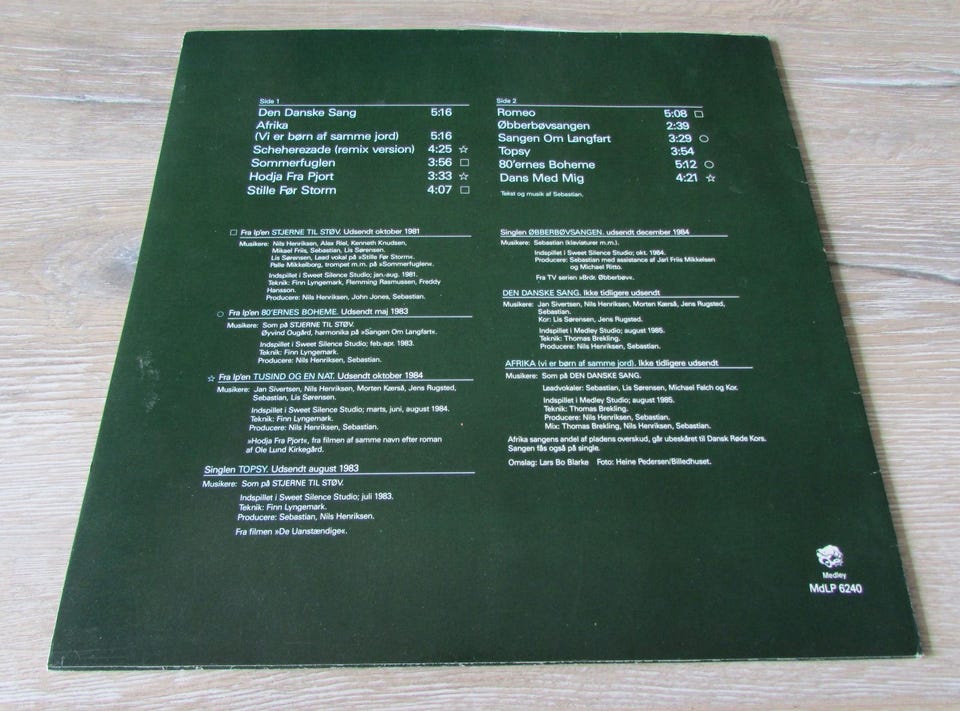 Side 1
Den Danske Sang 5:16
Afrika
(Vi er børn af samme jord) 5:16
Scheherezade (remix version) 4:25 ☆
Sommerfuglen 3:56 □
Hodja Fra Pjort 3:33 ☆
Stille Før Storm 4:07 □
Side 2
Romeo 5:08 □
Øbberbøvsangen 2:39
Sangen Om Langfart 3:29 ○
Topsy 3:54
80'ernes Boheme 5:12 ○
Dans Med Mig 4:21 ☆
Tekst og musik af Sebastian.
□ Fra lp'en STJERNE TIL STØV. Udsendt oktober 1981
Musikere: Nils Henriksen, Alex Riel, Kenneth Knudsen,
Mikael Friis, Sebastian, Lis Sørensen.
Lis Sørensen, Lead vokal på »Stille Før Storm«.
Palle Mikkelborg, trompet m.m. på »Sommerfuglen«.
Indspillet i Sweet Silence Studio; jan.-aug. 1981.
Teknik: Finn Lyngemark, Flemming Rasmussen, Freddy
Hansson.
Producere: Nils Henriksen, John Jones, Sebastian.
○ Fra lp'en 80'ERNES BOHEME. Udsendt maj 1983
Musikere: Som på STJERNE TIL STØV.
Øyvind Ougård, harmonika på »Sangen Om Langfart«.
Indspillet i Sweet Silence Studio; feb.-apr. 1983.
Teknik: Finn Lyngemark.
Producere: Nils Henriksen, Sebastian.
☆ Fra lp'en TUSIND OG EN NAT. Udsendt oktober 1984
Musikere: Jan Sivertsen, Nils Henriksen, Morten Kærså, Jens Rugsted,
Sebastian, Lis Sørensen.
Indspillet i Sweet Silence Studio; marts, juni, august 1984.
Teknik: Finn Lyngemark.
Producere: Nils Henriksen, Sebastian.
»Hodja Fra Pjort«, fra filmen af samme navn efter roman
af Ole Lund Kirkegård.
Singlen TOPSY. Udsendt august 1983
Musikere: Som på STJERNE TIL STØV.
Indspillet i Sweet Silence Studio; juli 1983.
Teknik: Finn Lyngemark.
Producere: Sebastian, Nils Henriksen.
Fra filmen »De Uanstændige«.
Singlen ØBBERBØVSANGEN. udsendt december 1984
Musikere: Sebastian (klaviaturer m.m.).
Indspillet i Sweet Silence Studio; okt. 1984.
Producere: Sebastian med assistance af Jarl Friis Mikkelsen
og Michael Ritto.
Fra TV serien »Brdr. Øbberbøv«.
DEN DANSKE SANG. Ikke tidligere udsendt
Musikere: Jan Sivertsen, Nils Henriksen, Morten Kærså, Jens Rugsted,
Sebastian.
Kor: Lis Sørensen, Jens Rugsted.
Indspillet i Medley Studio; august 1985.
Teknik: Thomas Brekling.
Producere: Nils Henriksen, Sebastian.
AFRIKA (vi er børn af samme jord). Ikke tidligere udsendt
Musikere: Som på DEN DANSKE SANG.
Leadvokaler: Sebastian, Lis Sørensen, Michael Falch og Kor.
Indspillet i Medley Studio; august 1985.
Teknik: Thomas Brekling.
Producere: Nils Henriksen, Sebastian.
Mix: Thomas Brekling, Nils Henriksen, Sebastian.
Afrika sangens andel af pladens overskud, går ubeskåret til Dansk Røde Kors.
Sangen fås også på single.
Omslag: Lars Bo Blarke Foto: Heine Pedersen/Billedhuset.
Medley
MdLP 6240